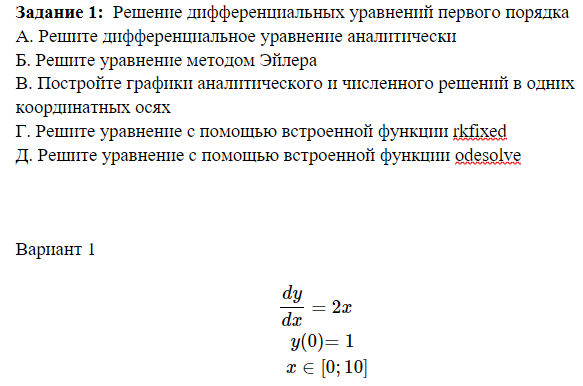 Задание 1:  Решение дифференциальных уравнений первого порядка
А. Решите дифференциальное уравнение аналитически
Б. Решите уравнение методом Эйлера
В. Постройте графики аналитического и численного решений в одних
координатных осях
Г. Решите уравнение с помощью встроенной функции rkfixed
Д. Решите уравнение с помощью встроенной функции odesolve
Вариант 1
dy/dx = 2x
y(0)= 1
x ∈ [0; 10]